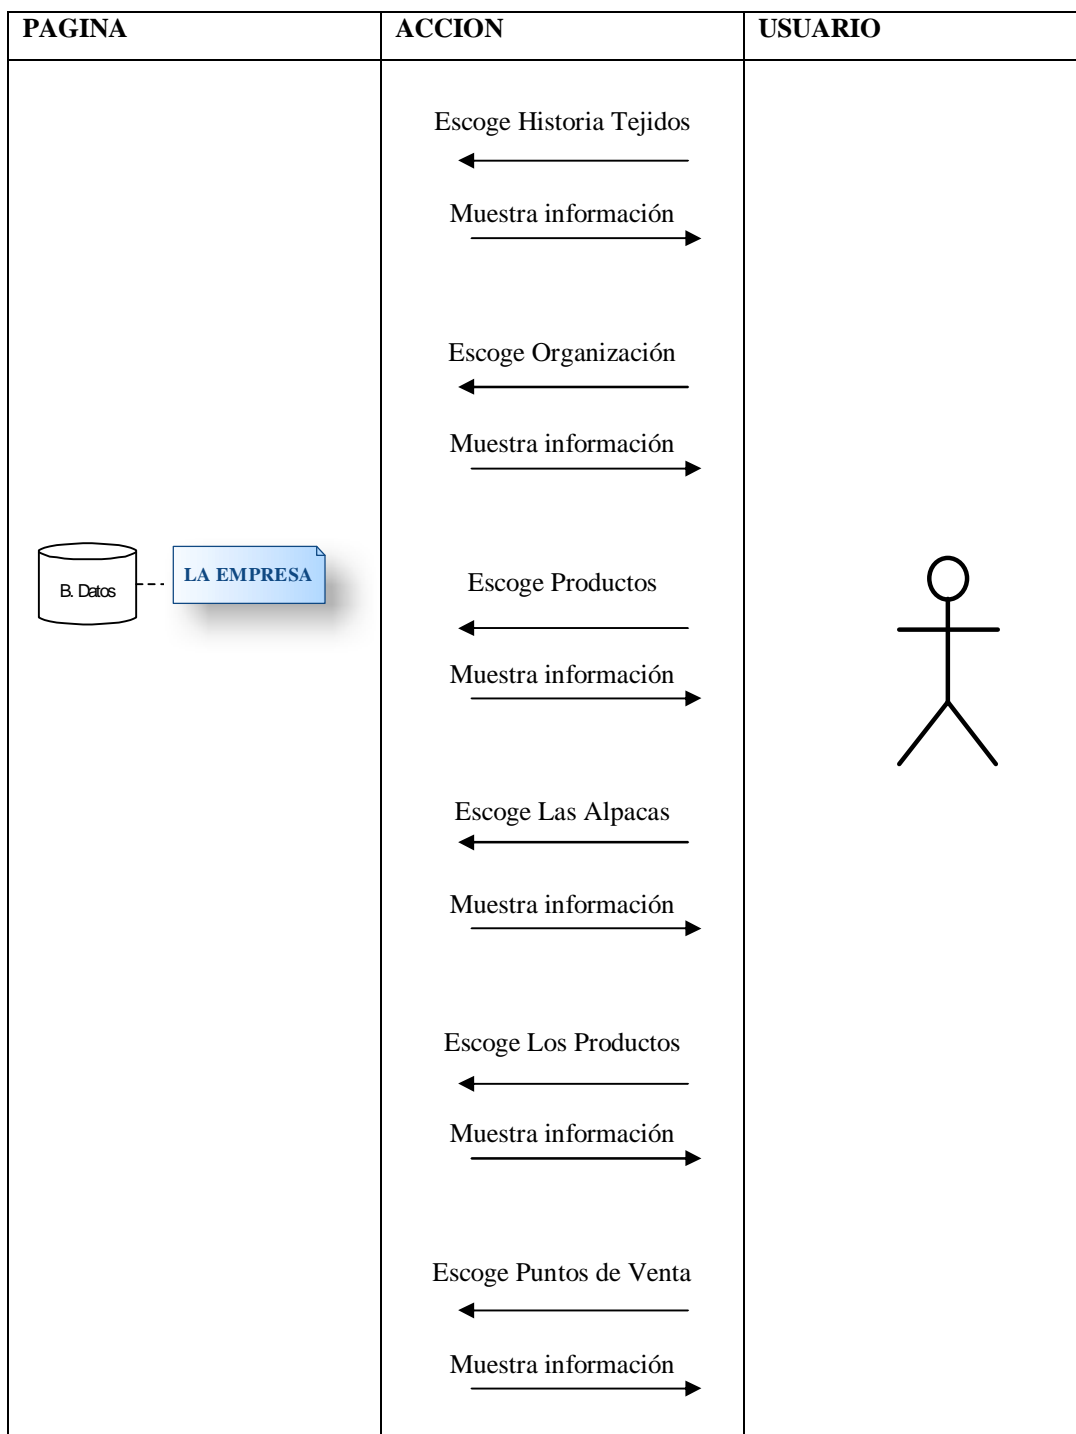 PAGINA
ACCION
USUARIO
Escoge Historia Tejidos
Muestra información
Escoge Organización
Muestra información
B. Datos
LA EMPRESA
Escoge Productos
Muestra información
Escoge Las Alpacas
Muestra información
Escoge Los Productos
Muestra información
Escoge Puntos de Venta
Muestra información